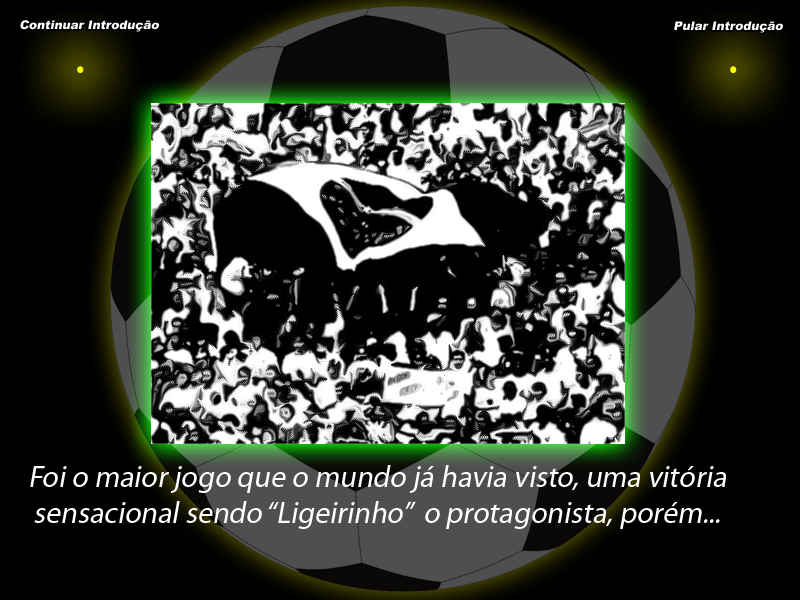 Continuar Introdução
Pular Introdução
Foi o maior jogo que o mundo já havia visto, uma vitória
sensacional sendo “Ligeirinho” o protagonista, porém...